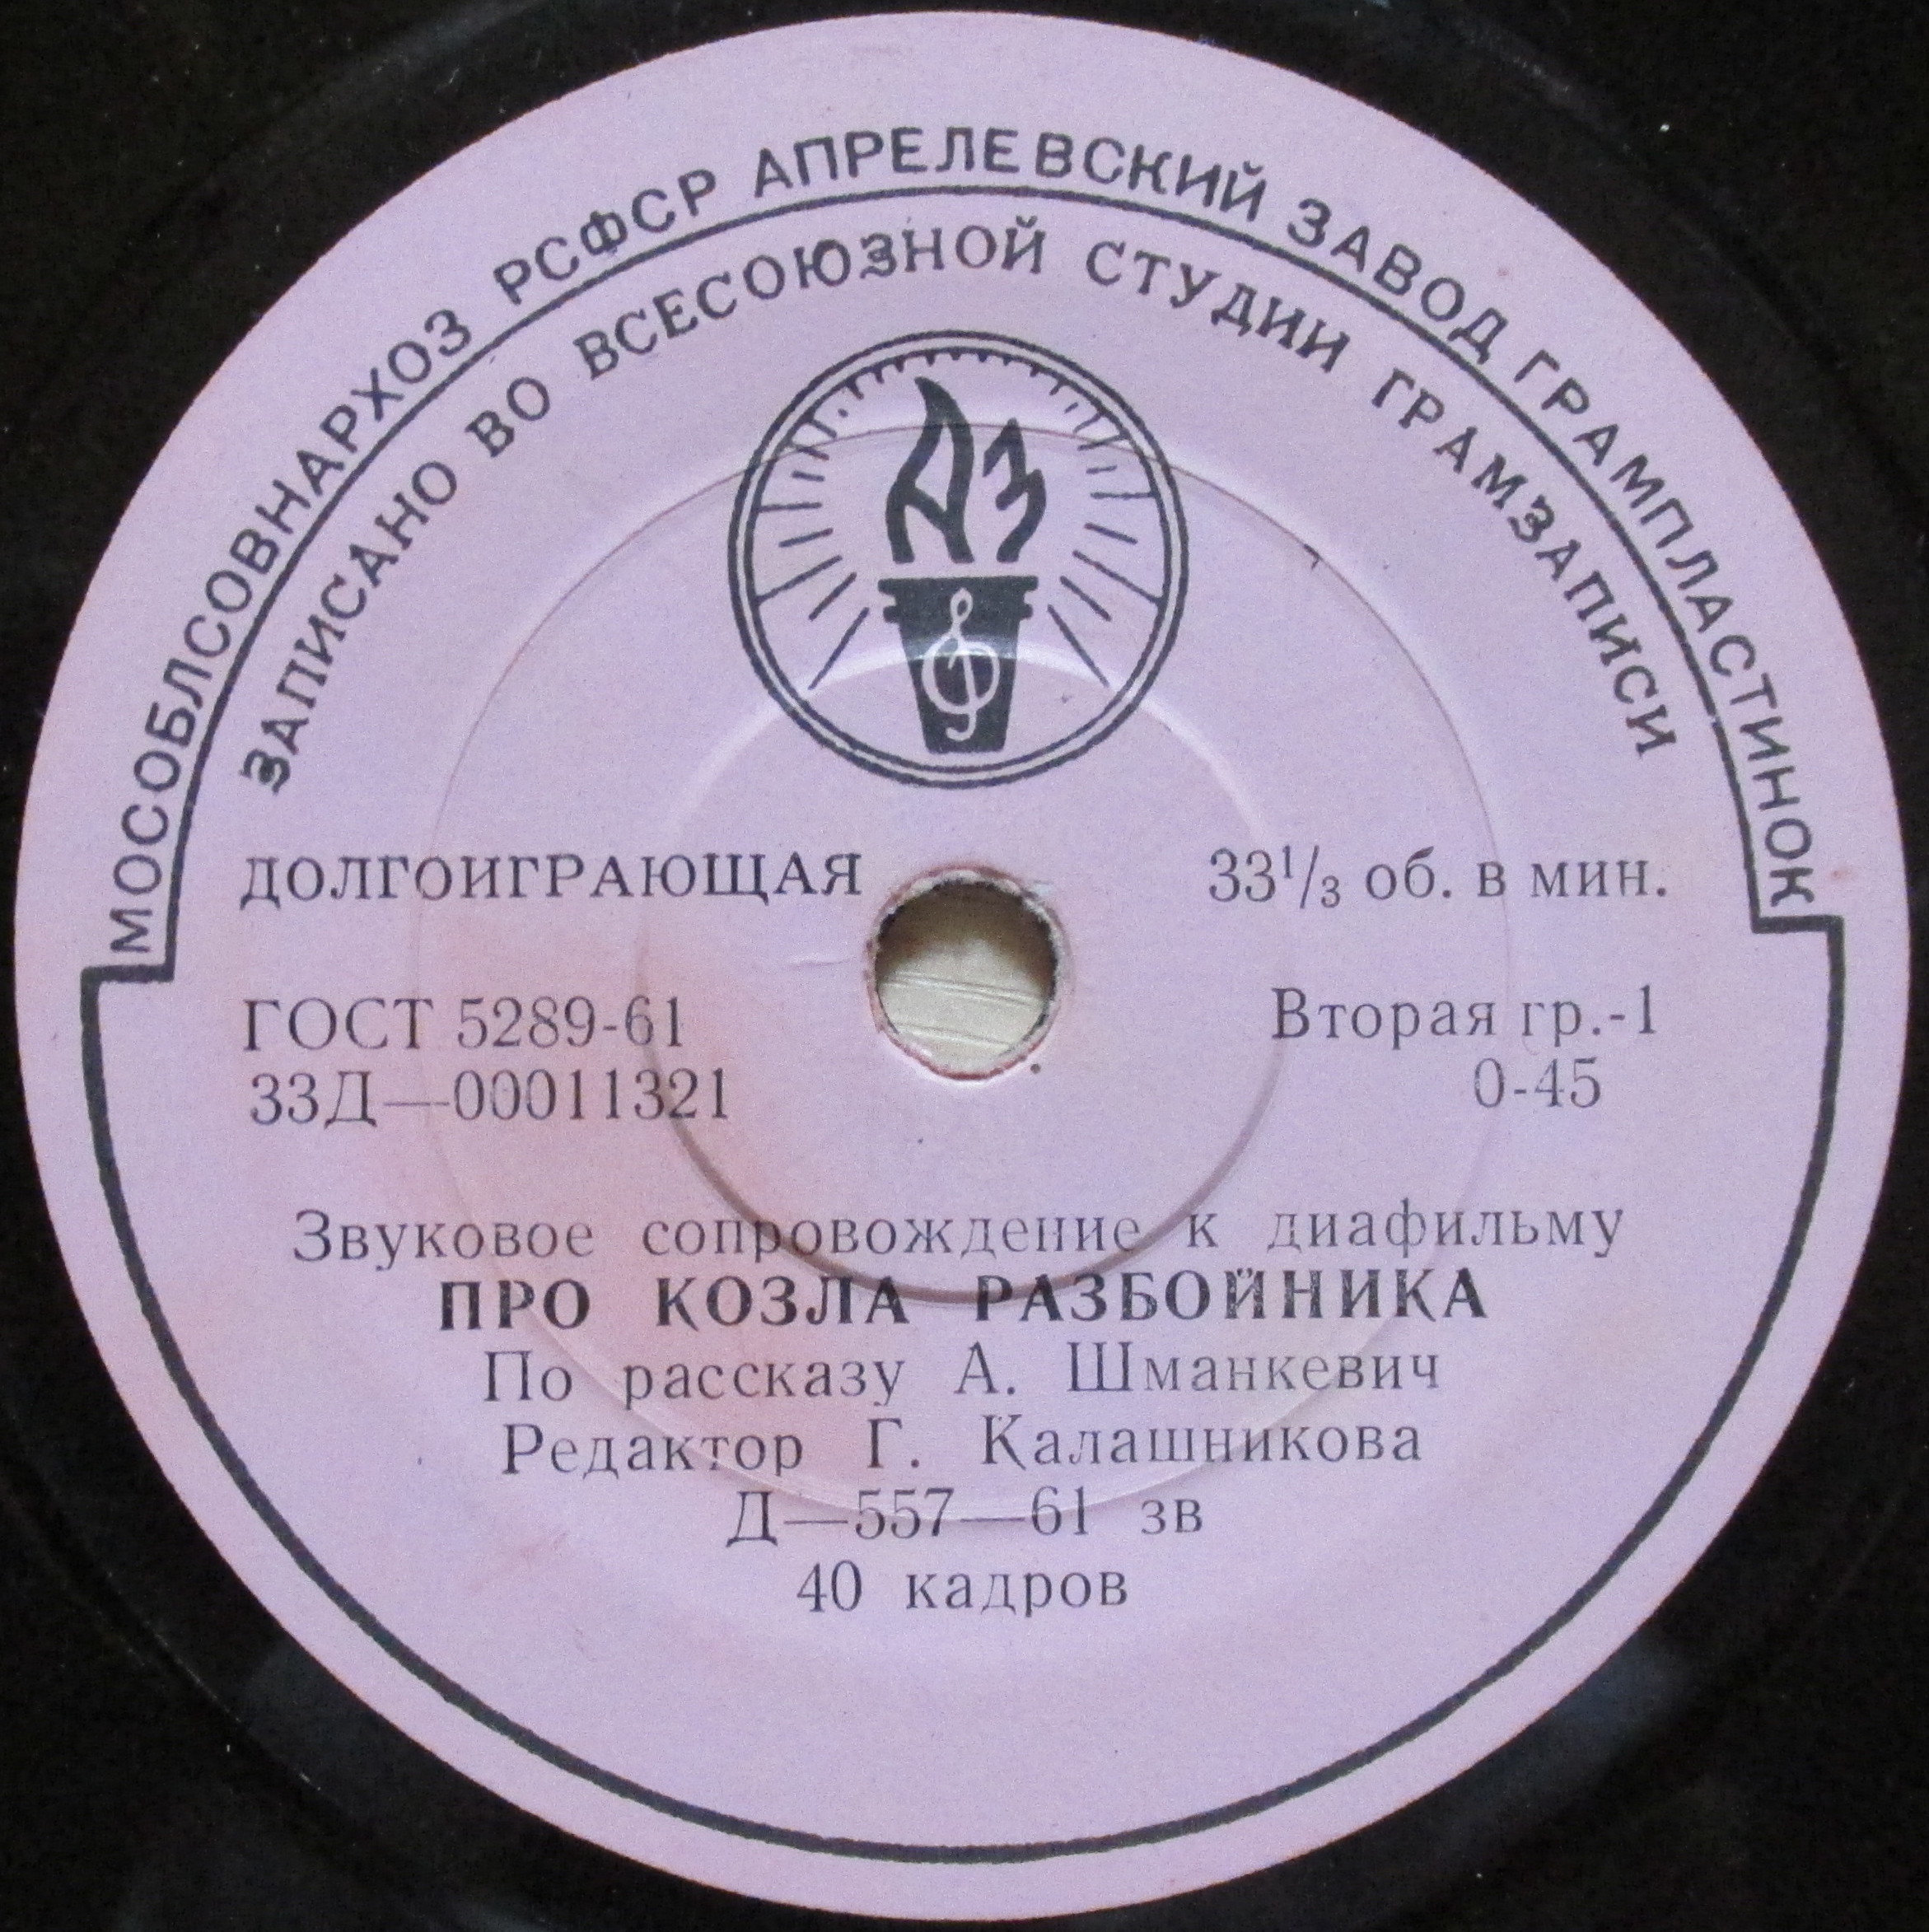 МОСОБЛСОВНАРХОЗ РСФСР АПРЕЛЕВСКИЙ ЗАВОД ГРАМПЛАСТИНОК
ЗАПИСАНО ВО ВСЕСОЮЗНОЙ СТУДИИ ГРАМЗАПИСИ
АЗ
ДОЛГОИГРАЮЩАЯ 33⅓ об. в мин.
ГОСТ 5289-61 Вторая гр.-1
33Д—00011321 0-45
Звуковое сопровождение к диафильму
ПРО КОЗЛА РАЗБОЙНИКА
По рассказу А. Шманкевич
Редактор Г. Калашникова
Д—557—61 зв
40 кадров